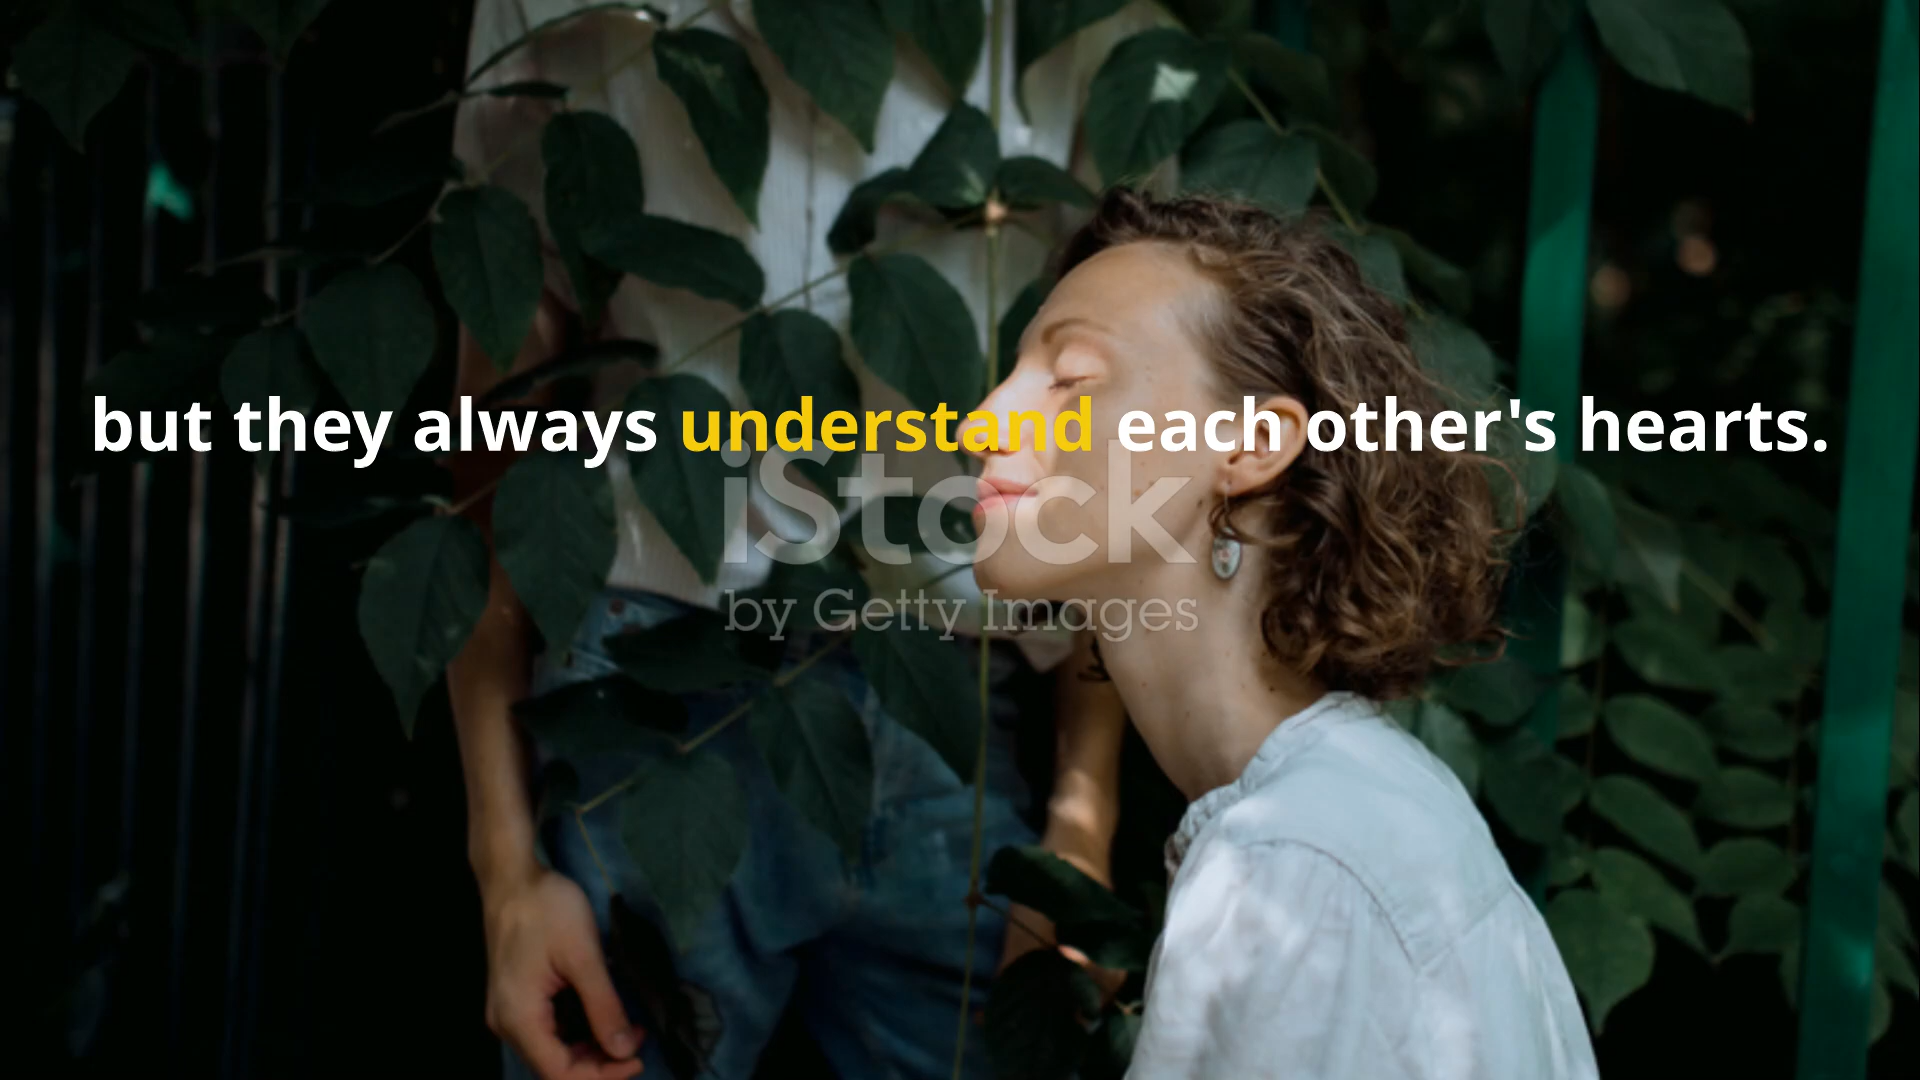 but they always understand each other's hearts.
iStock
by Getty Images